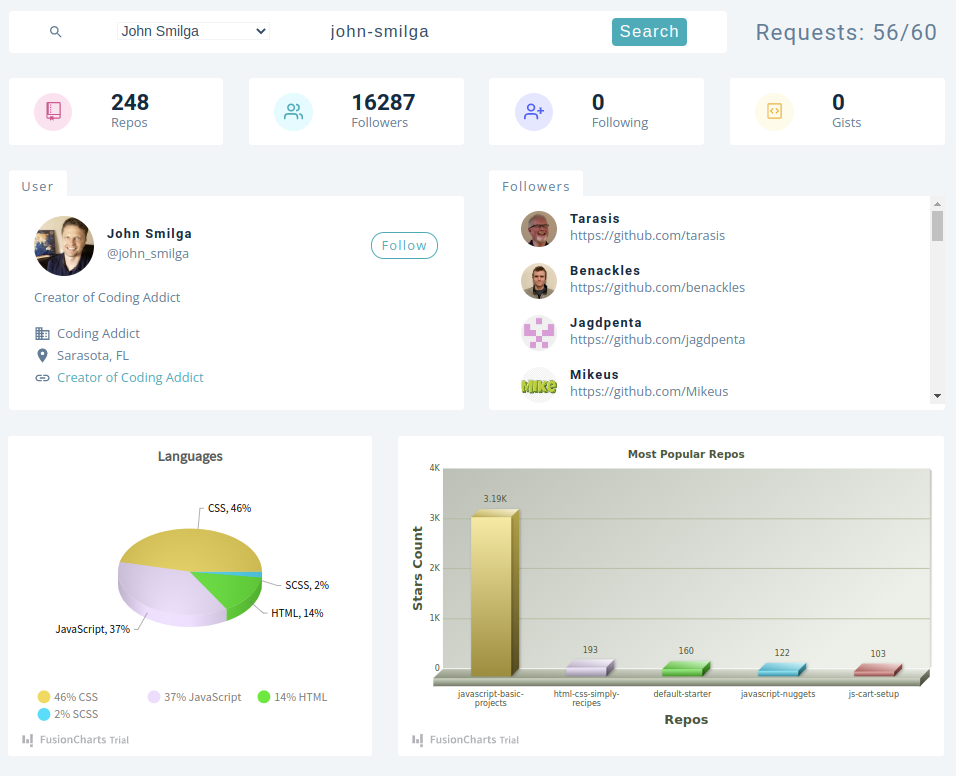 John Smilga
john-smilga
Search
Requests: 56/60
248
Repos
16287
Followers
0
Following
0
Gists
User
John Smilga
@john_smilga
Follow
Creator of Coding Addict
Coding Addict
Sarasota, FL
Creator of Coding Addict
Followers
Tarasis
https://github.com/tarasis
Benackles
https://github.com/benackles
Jagdpenta
https://github.com/jagdpenta
MIKE
Mikeus
https://github.com/Mikeus
Languages
CSS, 46%
SCSS, 2%
HTML, 14%
JavaScript, 37%
46% CSS
37% JavaScript
14% HTML
2% SCSS
FusionCharts Trial
Most Popular Repos
Stars Count
4K
3K
2K
1K
0
3.19K
193
160
122
103
javascript-basic-
projects
html-css-simply-
recipes
default-starter
javascript-nuggets
js-cart-setup
Repos
FusionCharts Trial